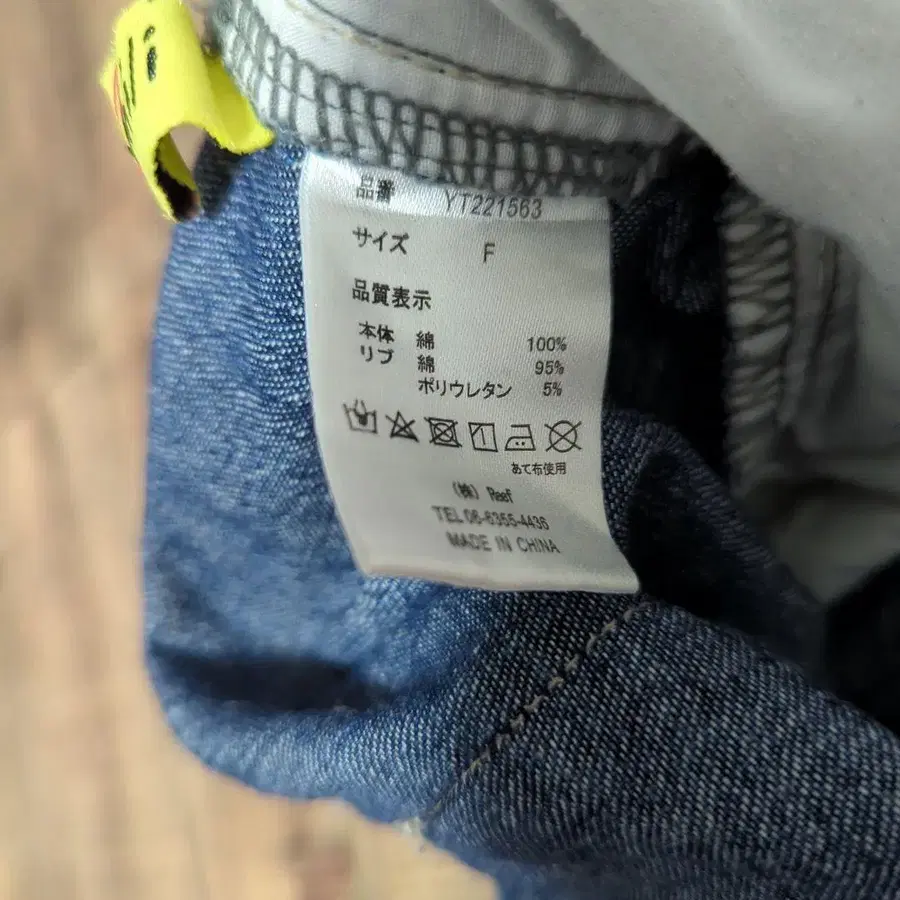 品番 YT221563
サイズ F
品質表示
本体 綿 100%
リブ 綿 95%
ポリウレタン 5%
あて布使用
(株) Reef
TEL 06-6355-4436
MADE IN CHINA